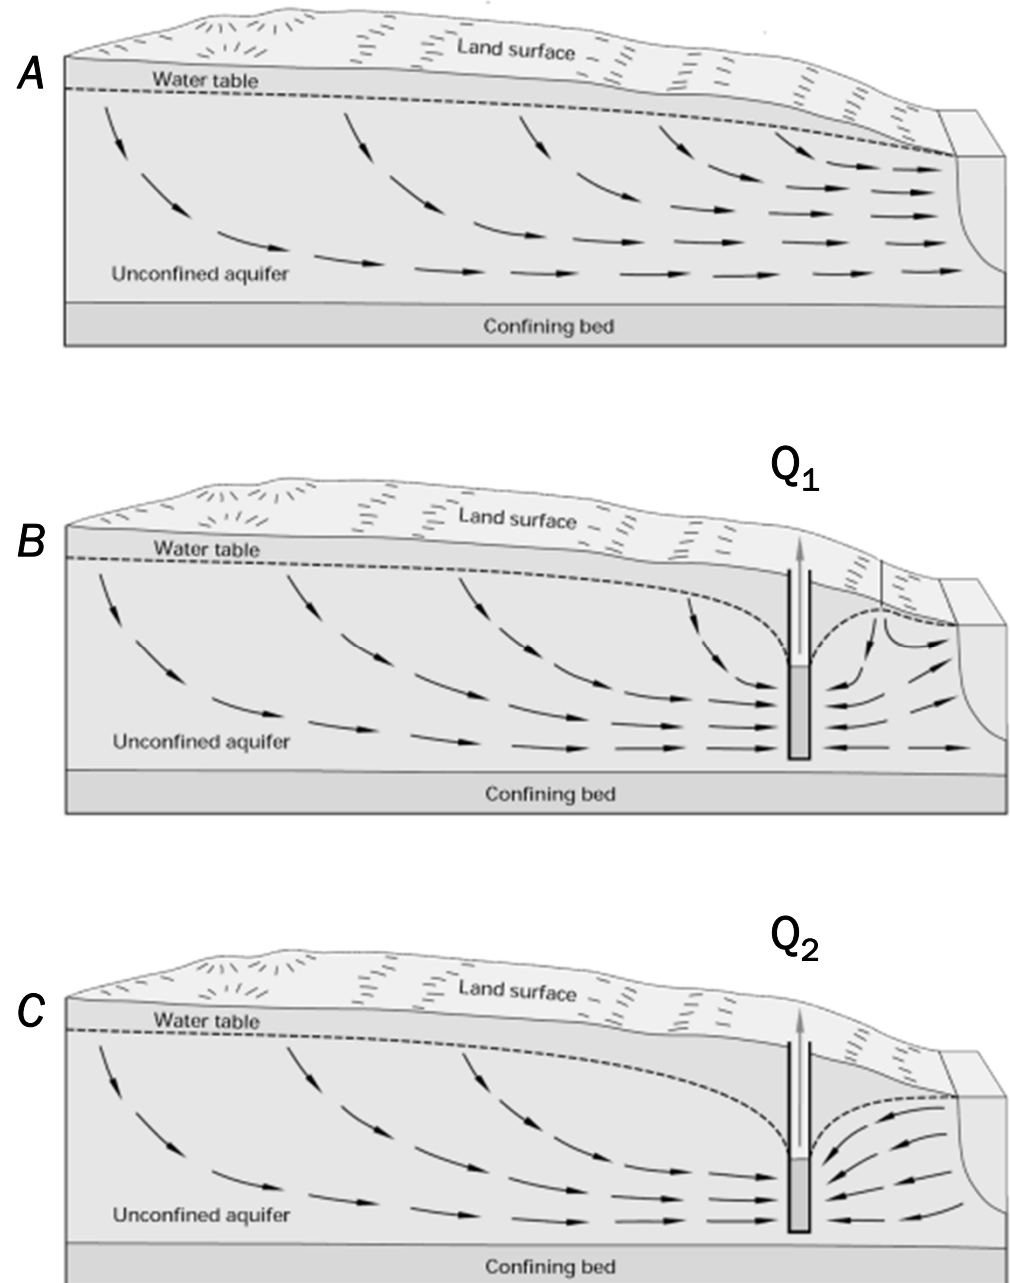 A
Land surface
Water table
Unconfined aquifer
Confining bed
Q₁
B
Land surface
Water table
Unconfined aquifer
Confining bed
Q₂
C
Land surface
Water table
Unconfined aquifer
Confining bed